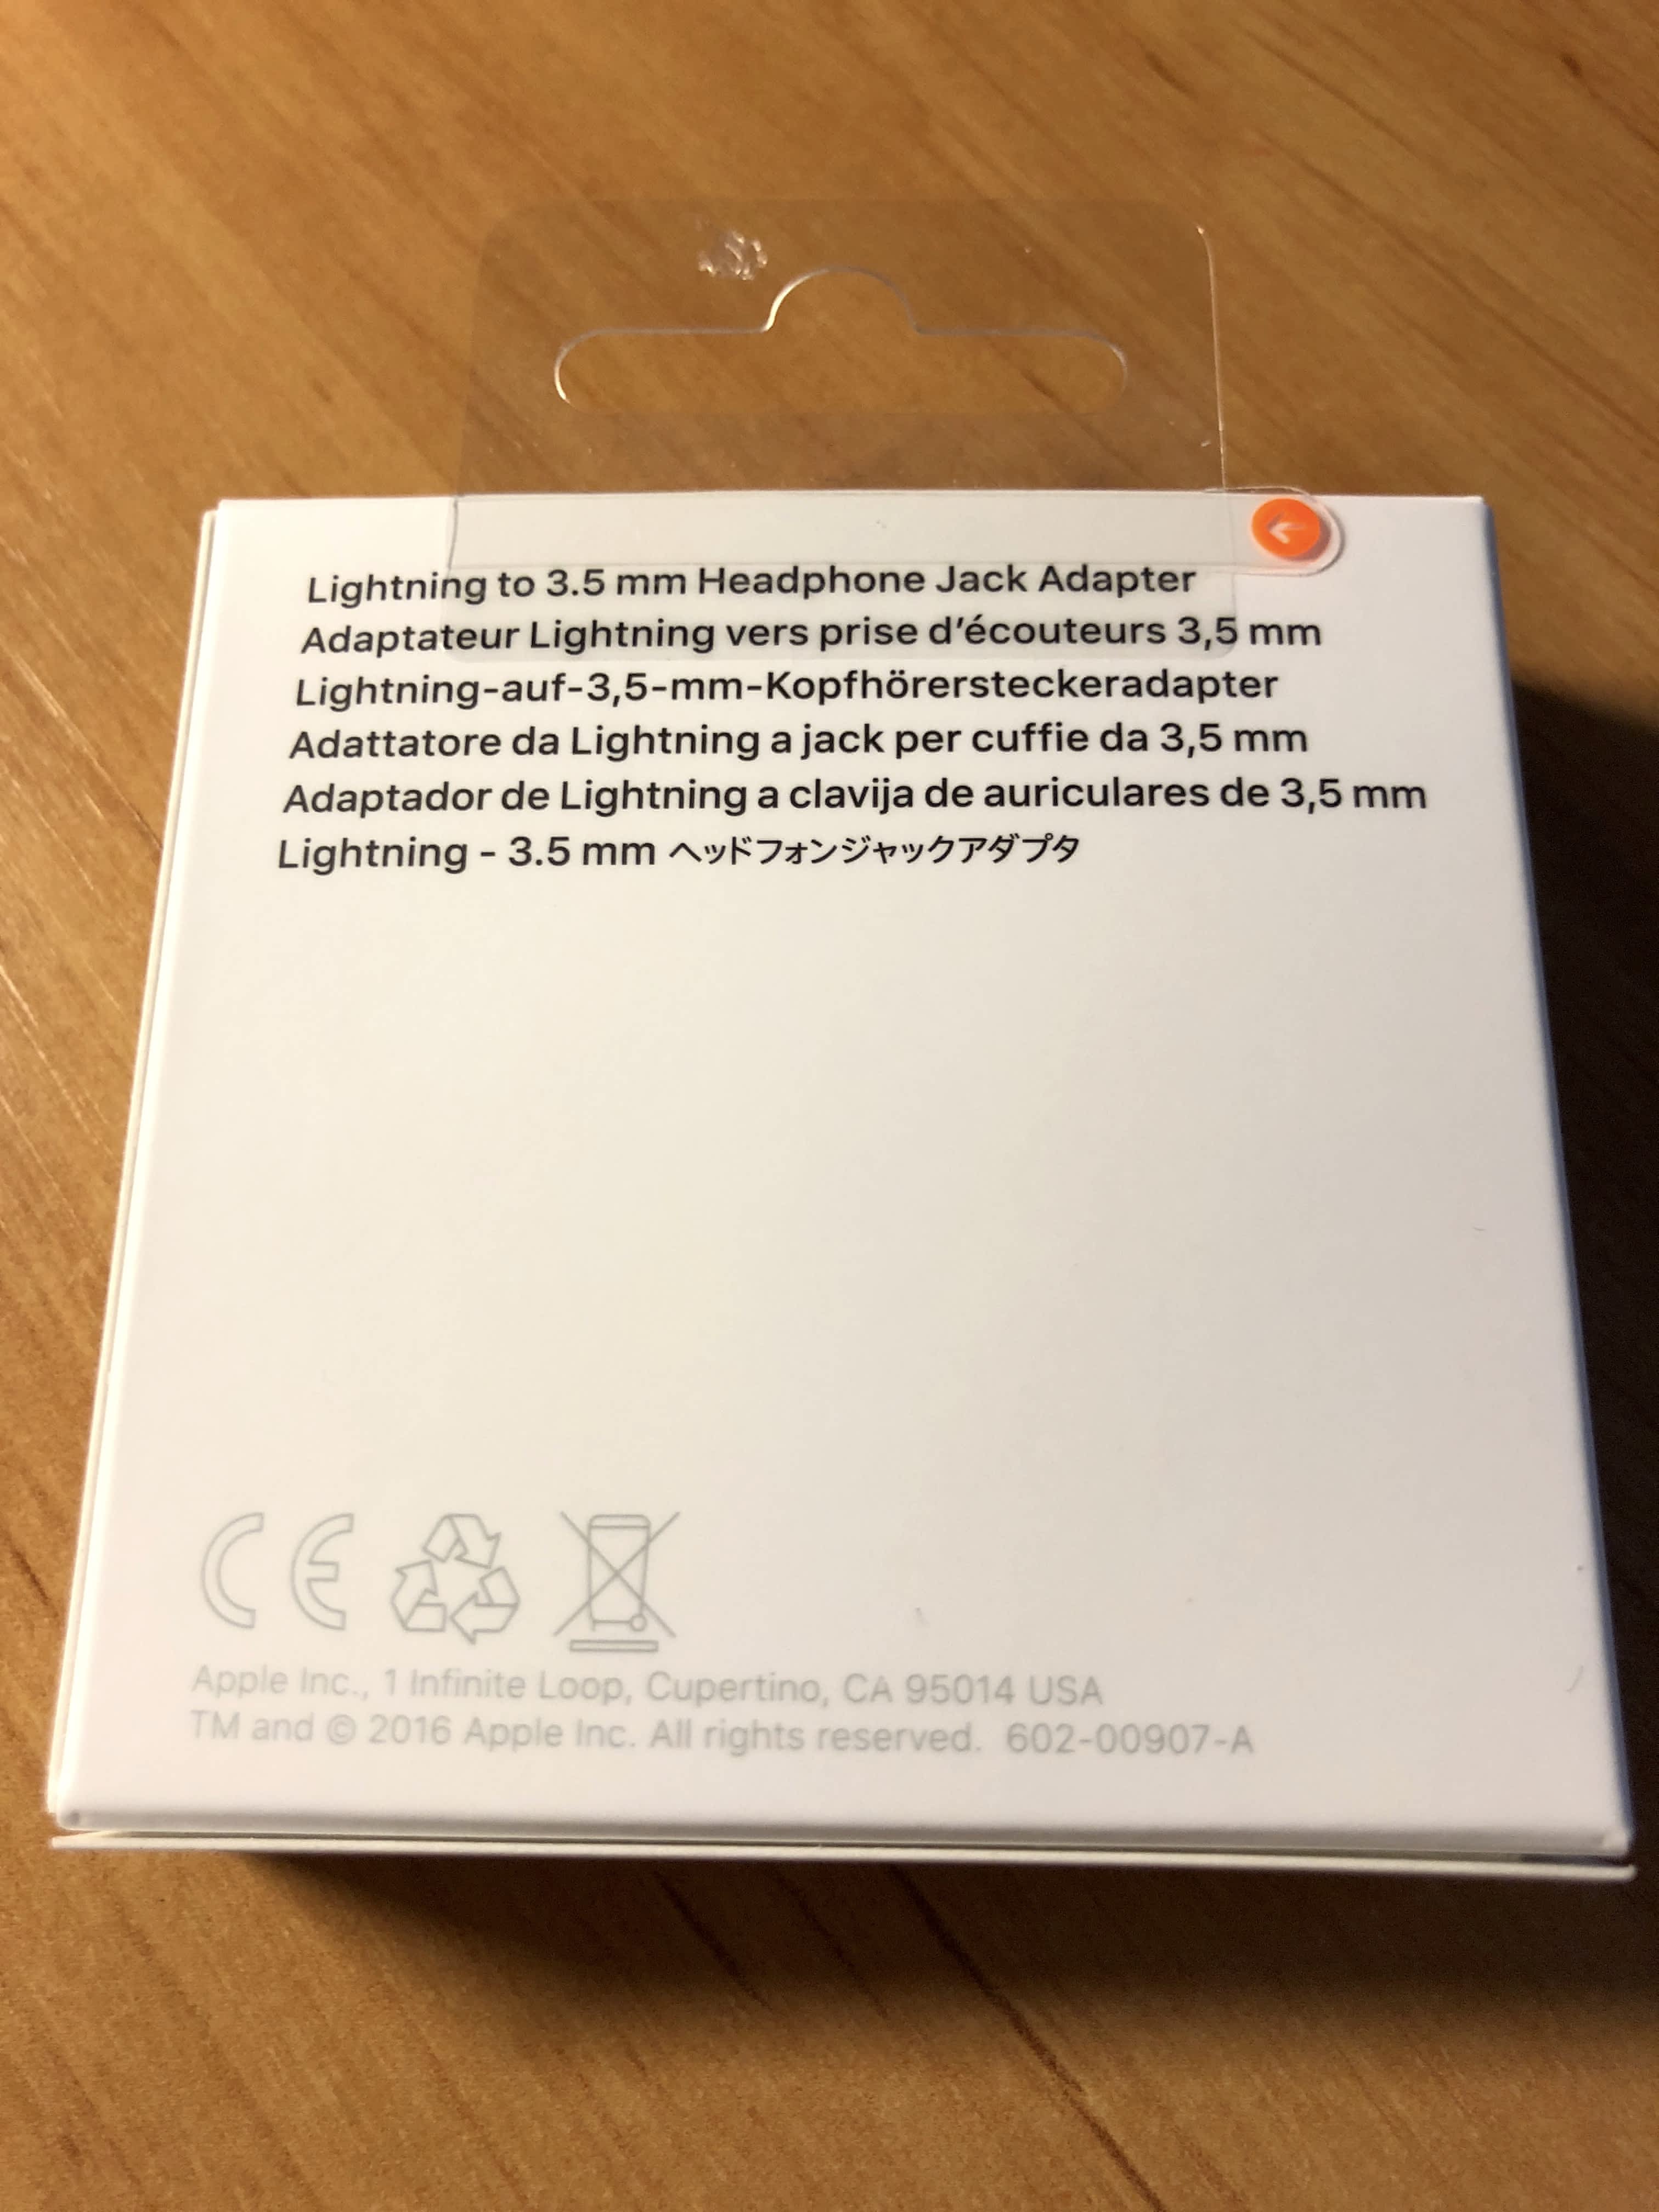 Lightning to 3.5 mm Headphone Jack Adapter
Adaptateur Lightning vers prise d’écouteurs 3,5 mm
Lightning-auf-3,5-mm-Kopfhörersteckeradapter
Adattatore da Lightning a jack per cuffie da 3,5 mm
Adaptador de Lightning a clavija de auriculares de 3,5 mm
Lightning - 3.5 mm ヘッドフォンジャックアダプタ
CE
Apple Inc., 1 Infinite Loop, Cupertino, CA 95014 USA
TM and © 2016 Apple Inc. All rights reserved. 602-00907-A